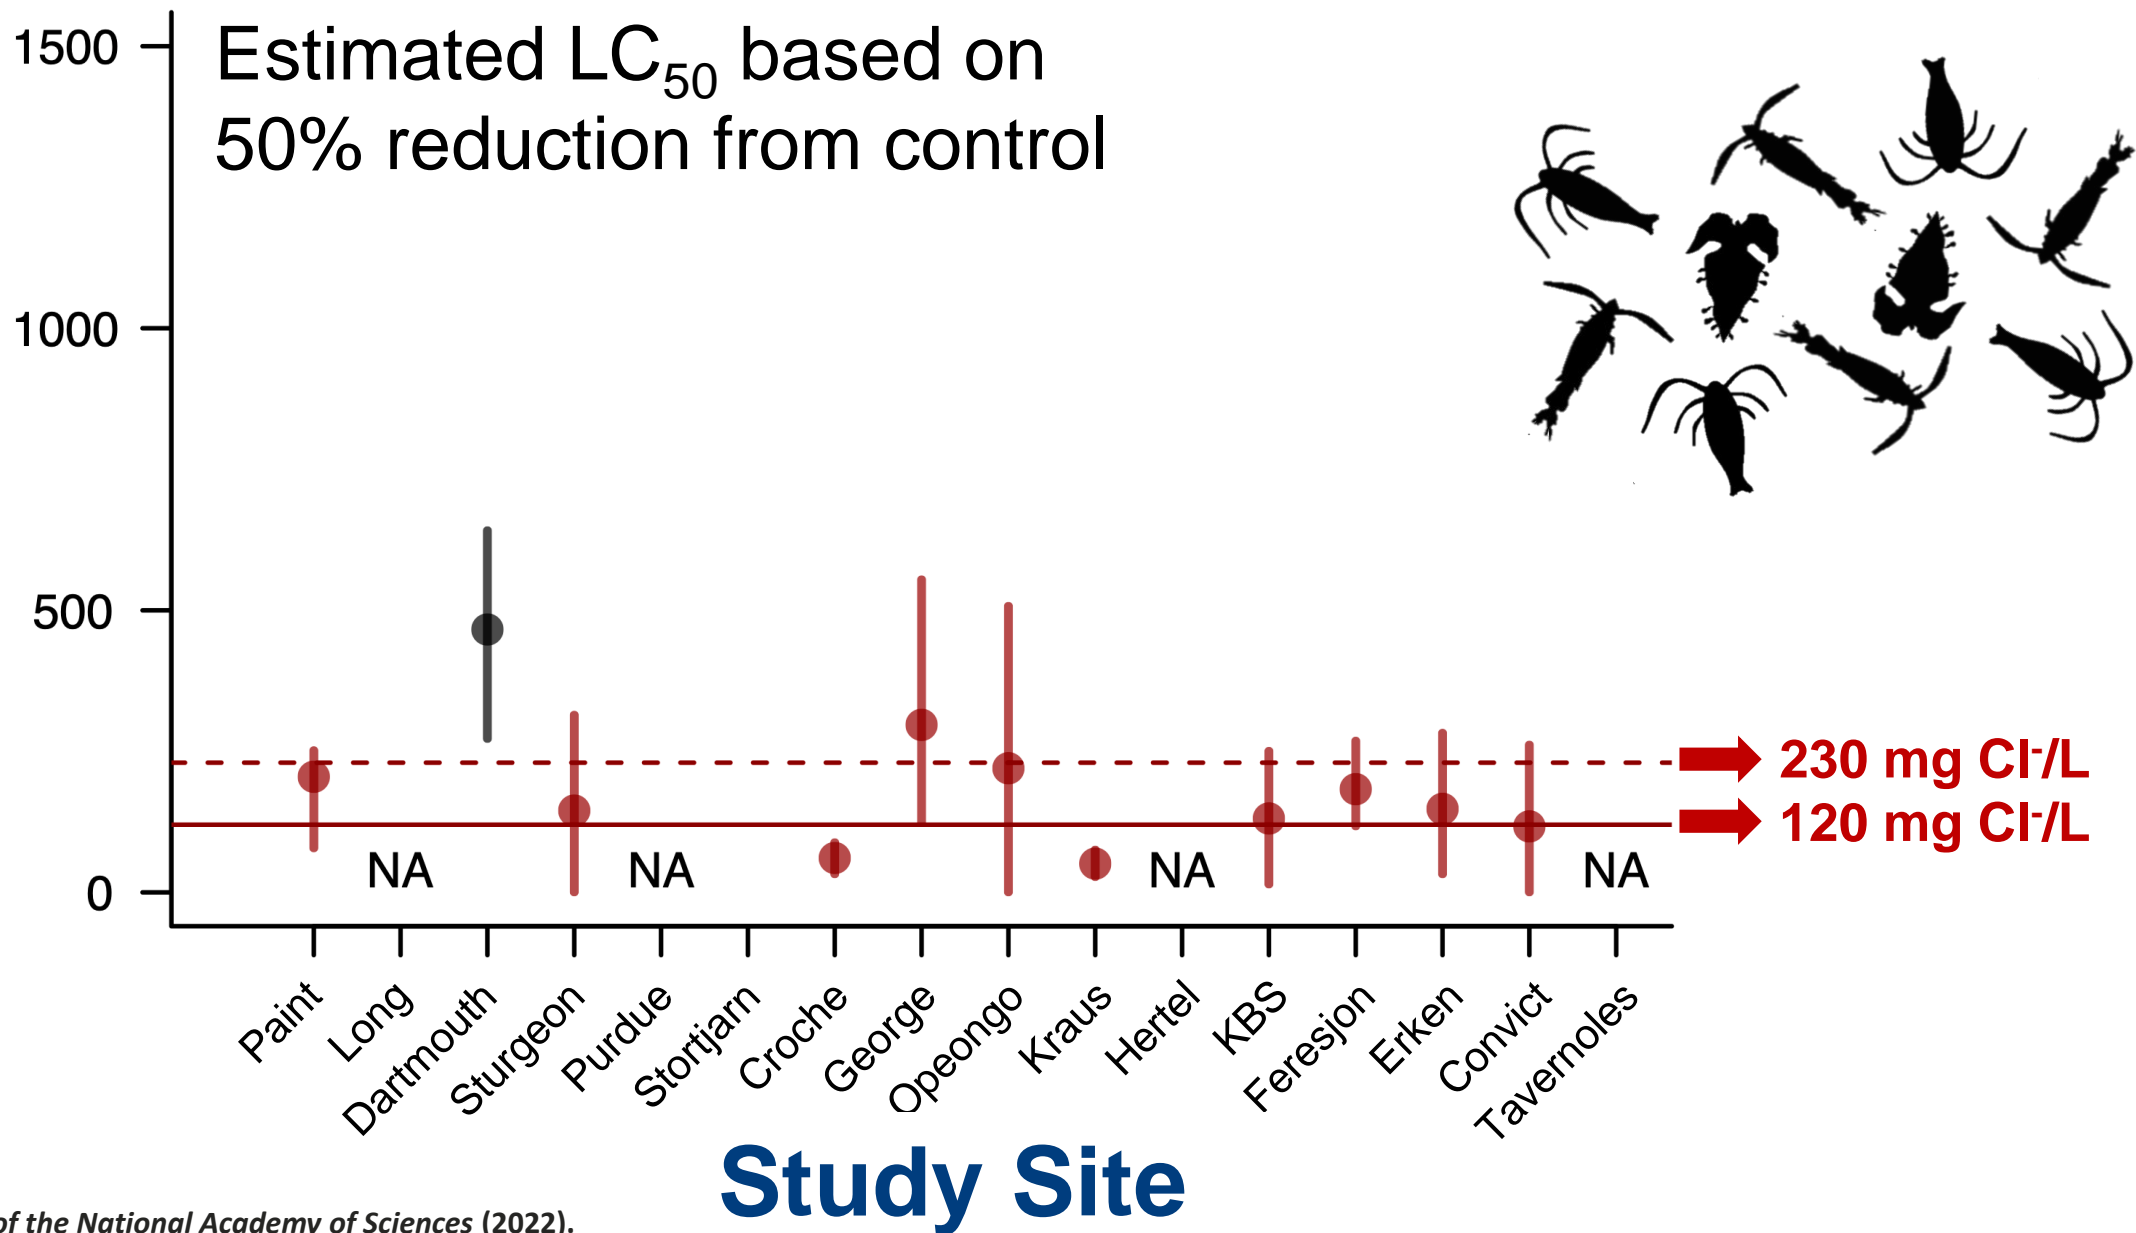 Estimated LC50 based on
50% reduction from control
1500
1000
500
0
NA
NA
NA
NA
230 mg Cl-/L
120 mg Cl-/L
Paint
Long
Dartmouth
Sturgeon
Purdue
Stortjarn
Croche
George
Opeongo
Kraus
Hertel
KBS
Feresjon
Erken
Convict
Tavernoles
Study Site
of the National Academy of Sciences (2022).